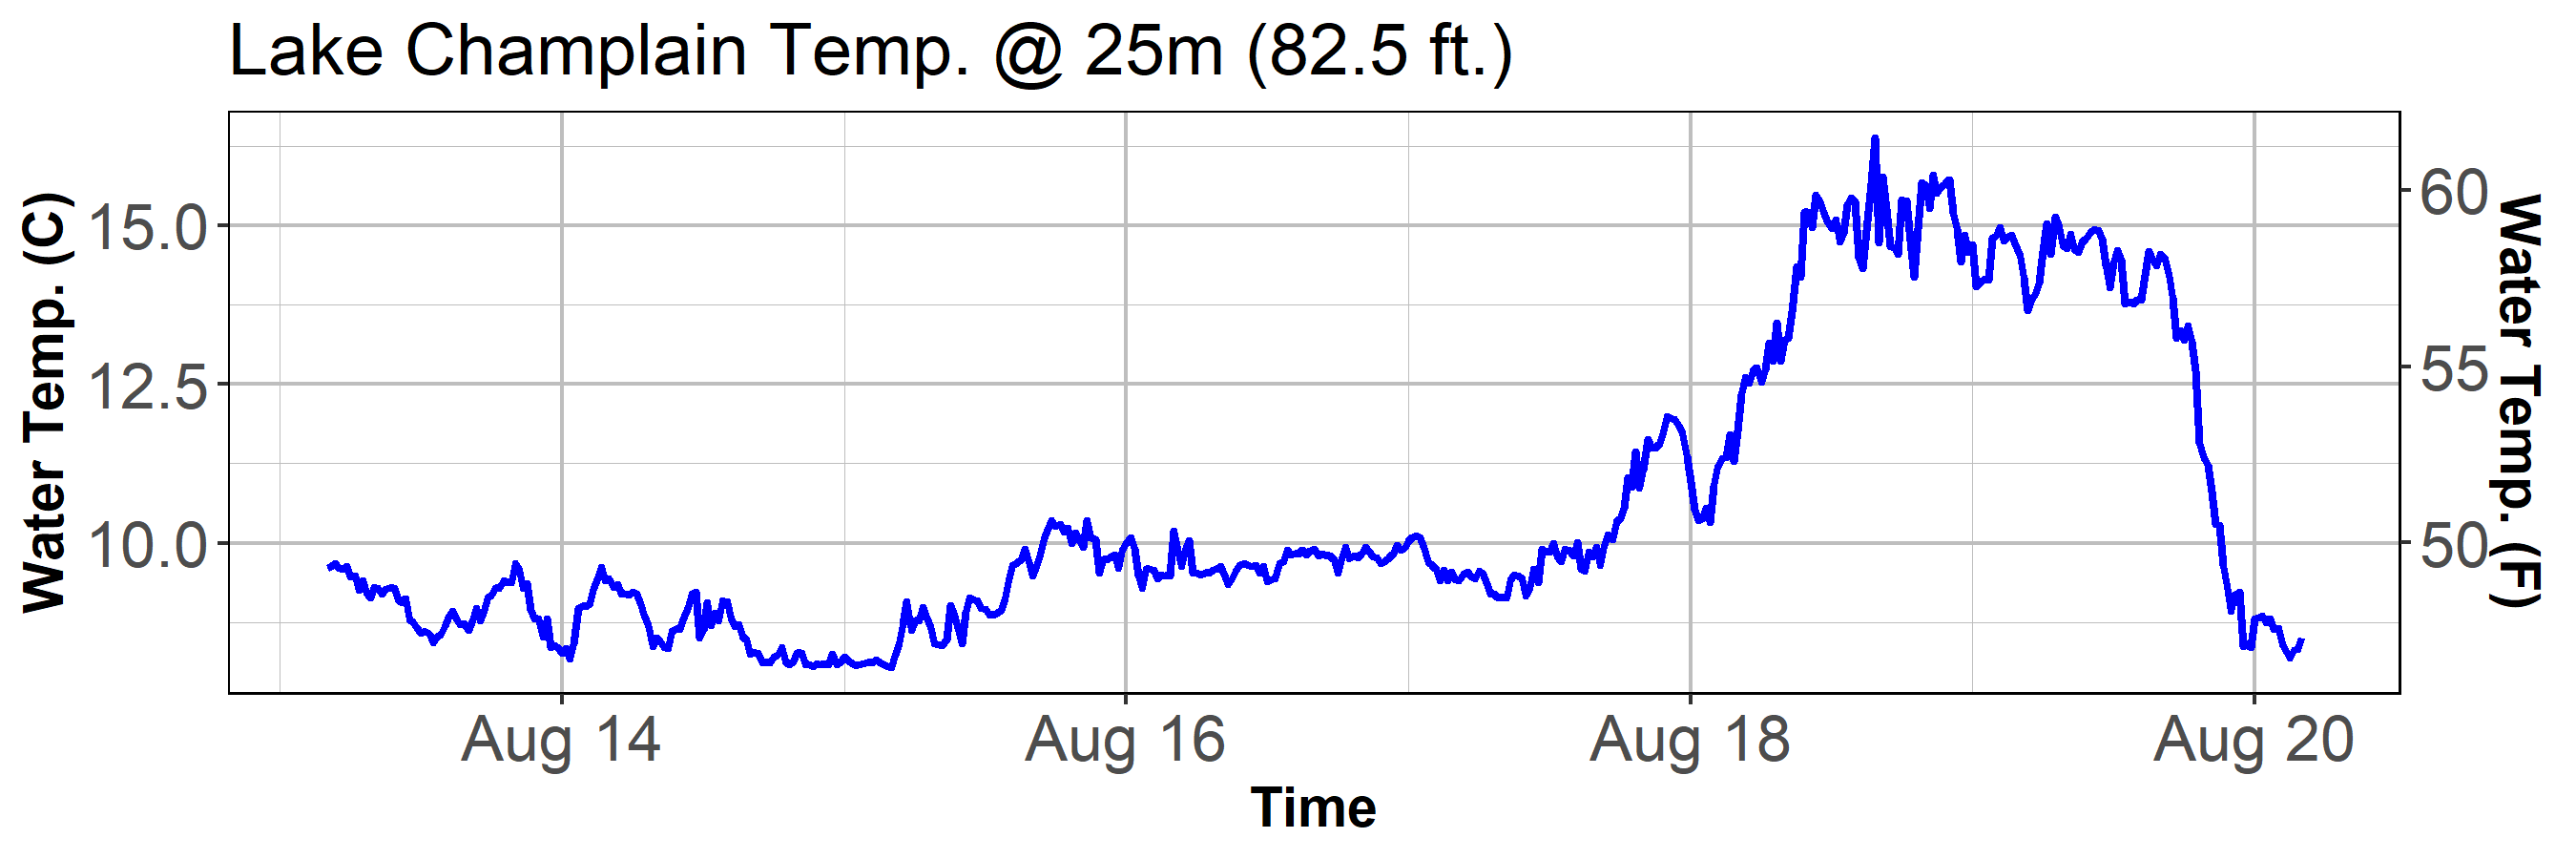 Lake Champlain Temp. @ 25m (82.5 ft.)
Water Temp. (C)
15.0
12.5
10.0
60
55
50
Water Temp. (F)
Aug 14
Aug 16
Aug 18
Aug 20
Time